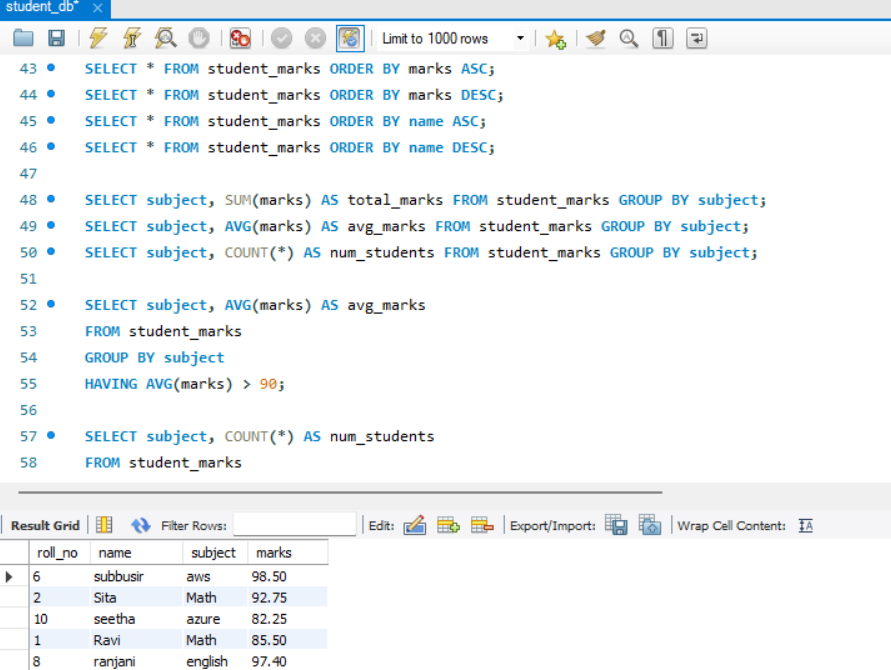 student_db*
Limit to 1000 rows
43 SELECT * FROM student_marks ORDER BY marks ASC;
44 SELECT * FROM student_marks ORDER BY marks DESC;
45 SELECT * FROM student_marks ORDER BY name ASC;
46 SELECT * FROM student_marks ORDER BY name DESC;
47
48 SELECT subject, SUM(marks) AS total_marks FROM student_marks GROUP BY subject;
49 SELECT subject, AVG(marks) AS avg_marks FROM student_marks GROUP BY subject;
50 SELECT subject, COUNT(*) AS num_students FROM student_marks GROUP BY subject;
51
52 SELECT subject, AVG(marks) AS avg_marks
53 FROM student_marks
54 GROUP BY subject
55 HAVING AVG(marks) > 90;
56
57 SELECT subject, COUNT(*) AS num_students
58 FROM student_marks
Result Grid Filter Rows: Edit: Export/Import: Wrap Cell Content:
roll_no name subject marks
6 subbusir aws 98.50
2 Sita Math 92.75
10 seetha azure 82.25
1 Ravi Math 85.50
8 ranjani english 97.40